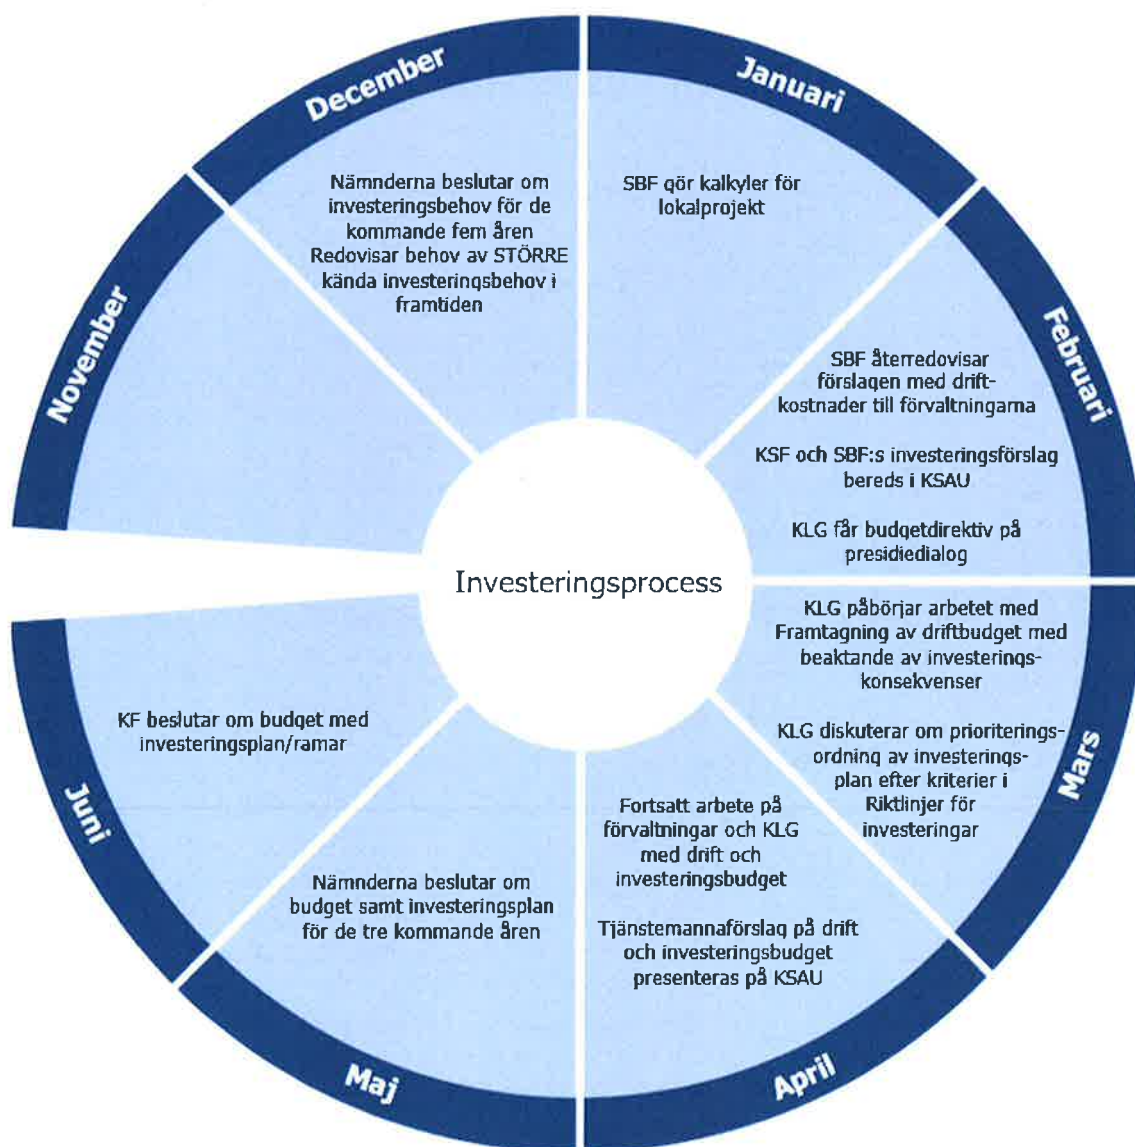 December
Nämnderna beslutar om
investeringsbehov för de
kommande fem åren
Redovisar behov av STÖRRE
kända investeringsbehov i
framtiden
Januari
SBF gör kalkyler för
lokalprojekt
Februari
SBF återredovisar
förslagen med drift-
kostnader till förvaltningarna
KSF och SBF:s investeringsförslag
bereds i KSAU
KLG får budgetdirektiv på
presidiedialog
Mars
KLG påbörjar arbetet med
Framtagning av driftbudget med
beaktande av investerings-
konsekvenser
KLG diskuterar om prioriterings-
ordning av investerings-
plan efter kriterier i
Riktlinjer för
investeringar
April
Fortsatt arbete på
förvaltningar och KLG
med drift och
investeringsbudget
Tjänstemannaförslag på drift
och investeringsbudget
presenteras på KSAU
Maj
Nämnderna beslutar om
budget samt investeringsplan
för de tre kommande åren
Juni
KF beslutar om budget med
investeringsplan/ramar
November
Investeringsprocess